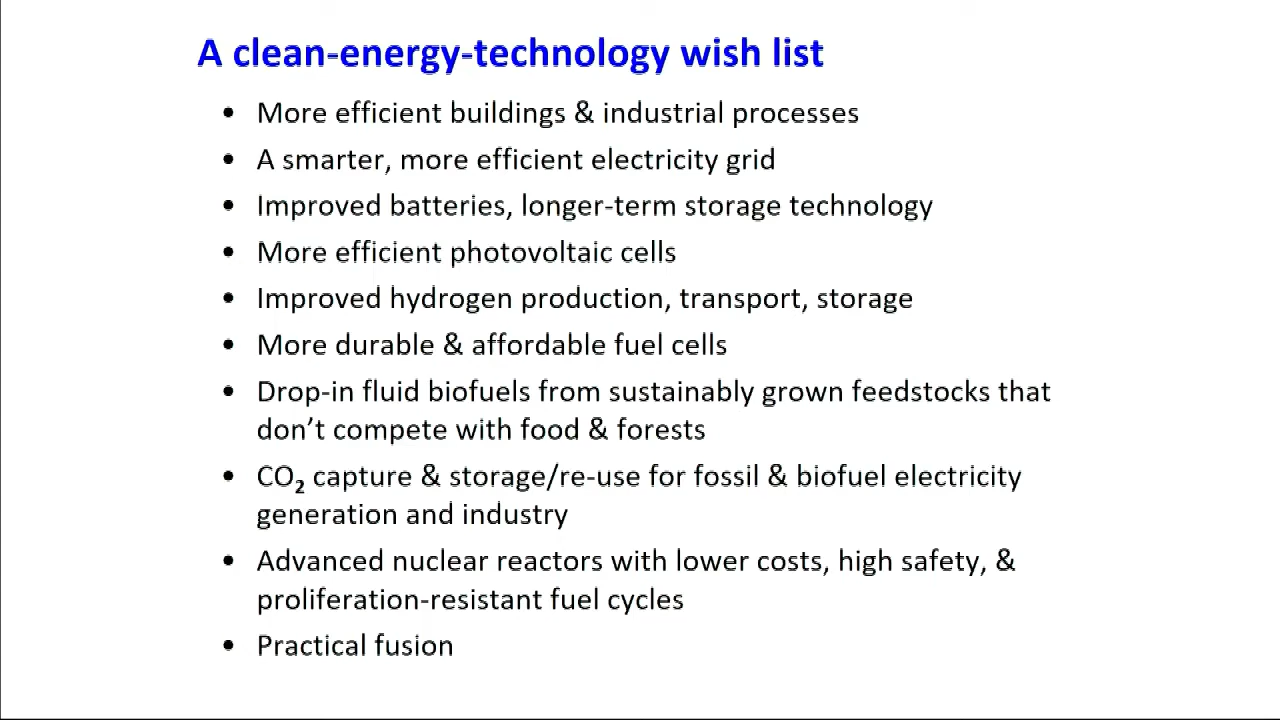 A clean-energy-technology wish list
• More efficient buildings & industrial processes
• A smarter, more efficient electricity grid
• Improved batteries, longer-term storage technology
• More efficient photovoltaic cells
• Improved hydrogen production, transport, storage
• More durable & affordable fuel cells
• Drop-in fluid biofuels from sustainably grown feedstocks that
don’t compete with food & forests
• CO₂ capture & storage/re-use for fossil & biofuel electricity
generation and industry
• Advanced nuclear reactors with lower costs, high safety, &
proliferation-resistant fuel cycles
• Practical fusion